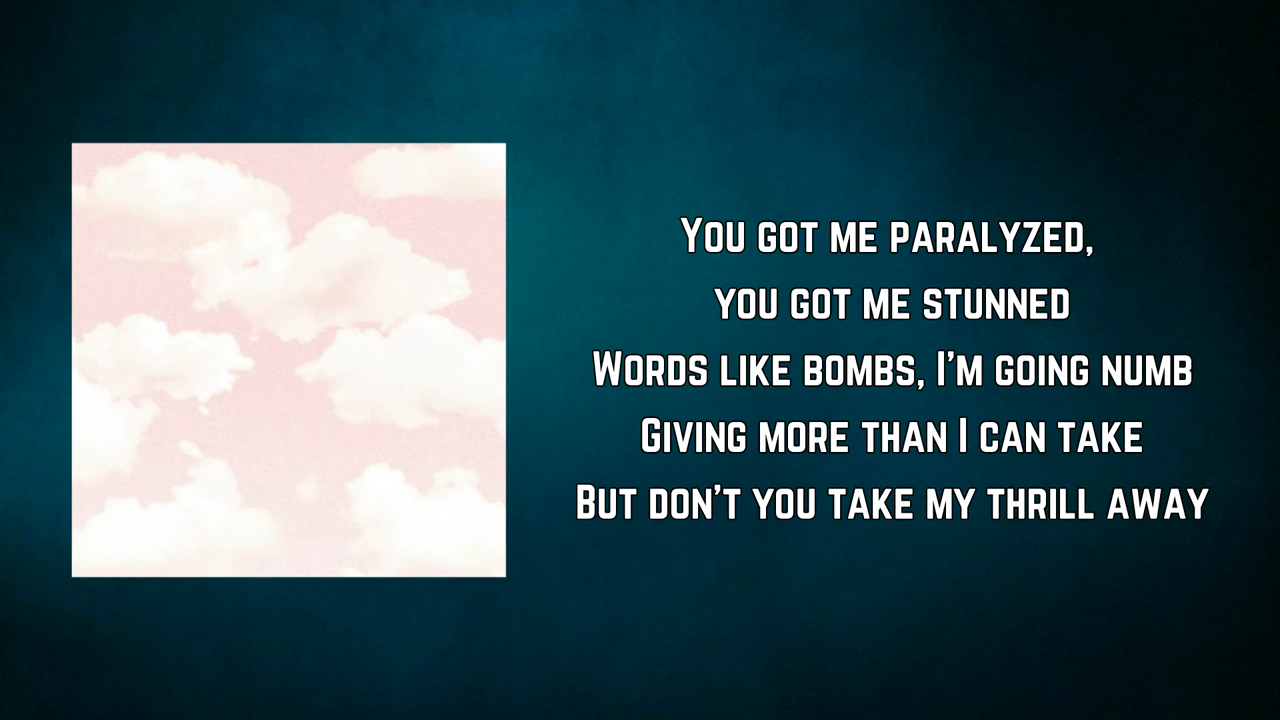 You got me paralyzed,
you got me stunned
Words like bombs, I'm going numb
Giving more than I can take
But don't you take my thrill away